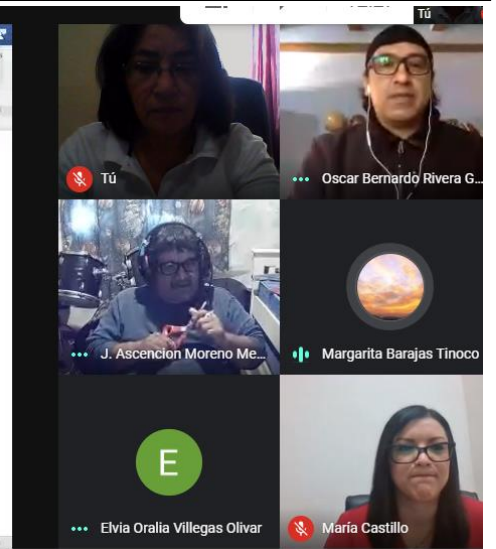 Tú
Tú
Oscar Bernardo Rivera G...
J. Ascencion Moreno Me...
Margarita Barajas Tinoco
E
Elvia Oralia Villegas Olivar
María Castillo